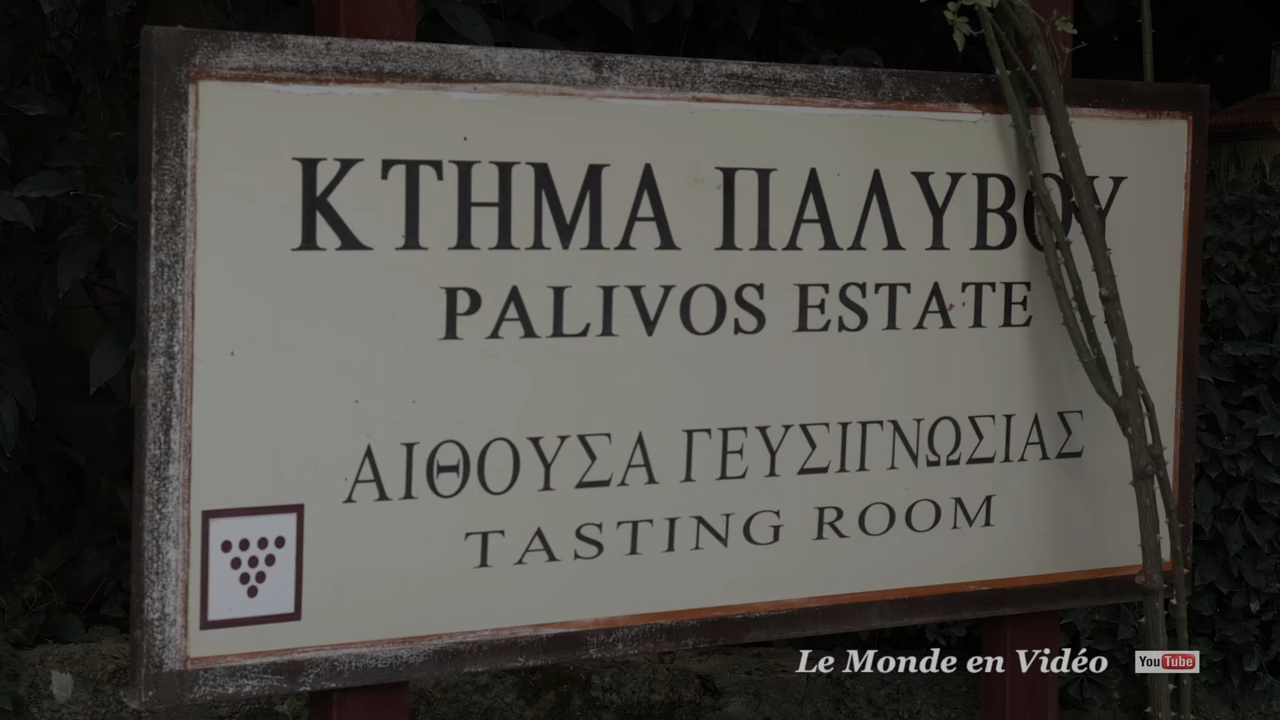 ΚΤΗΜΑ ΠΑΛΥΒΟΥ
PALIVOS ESTATE
ΑΙΘΟΥΣΑ ΓΕΥΣΙΓΝΩΣΙΑΣ
TASTING ROOM
Le Monde en Vidéo YouTube